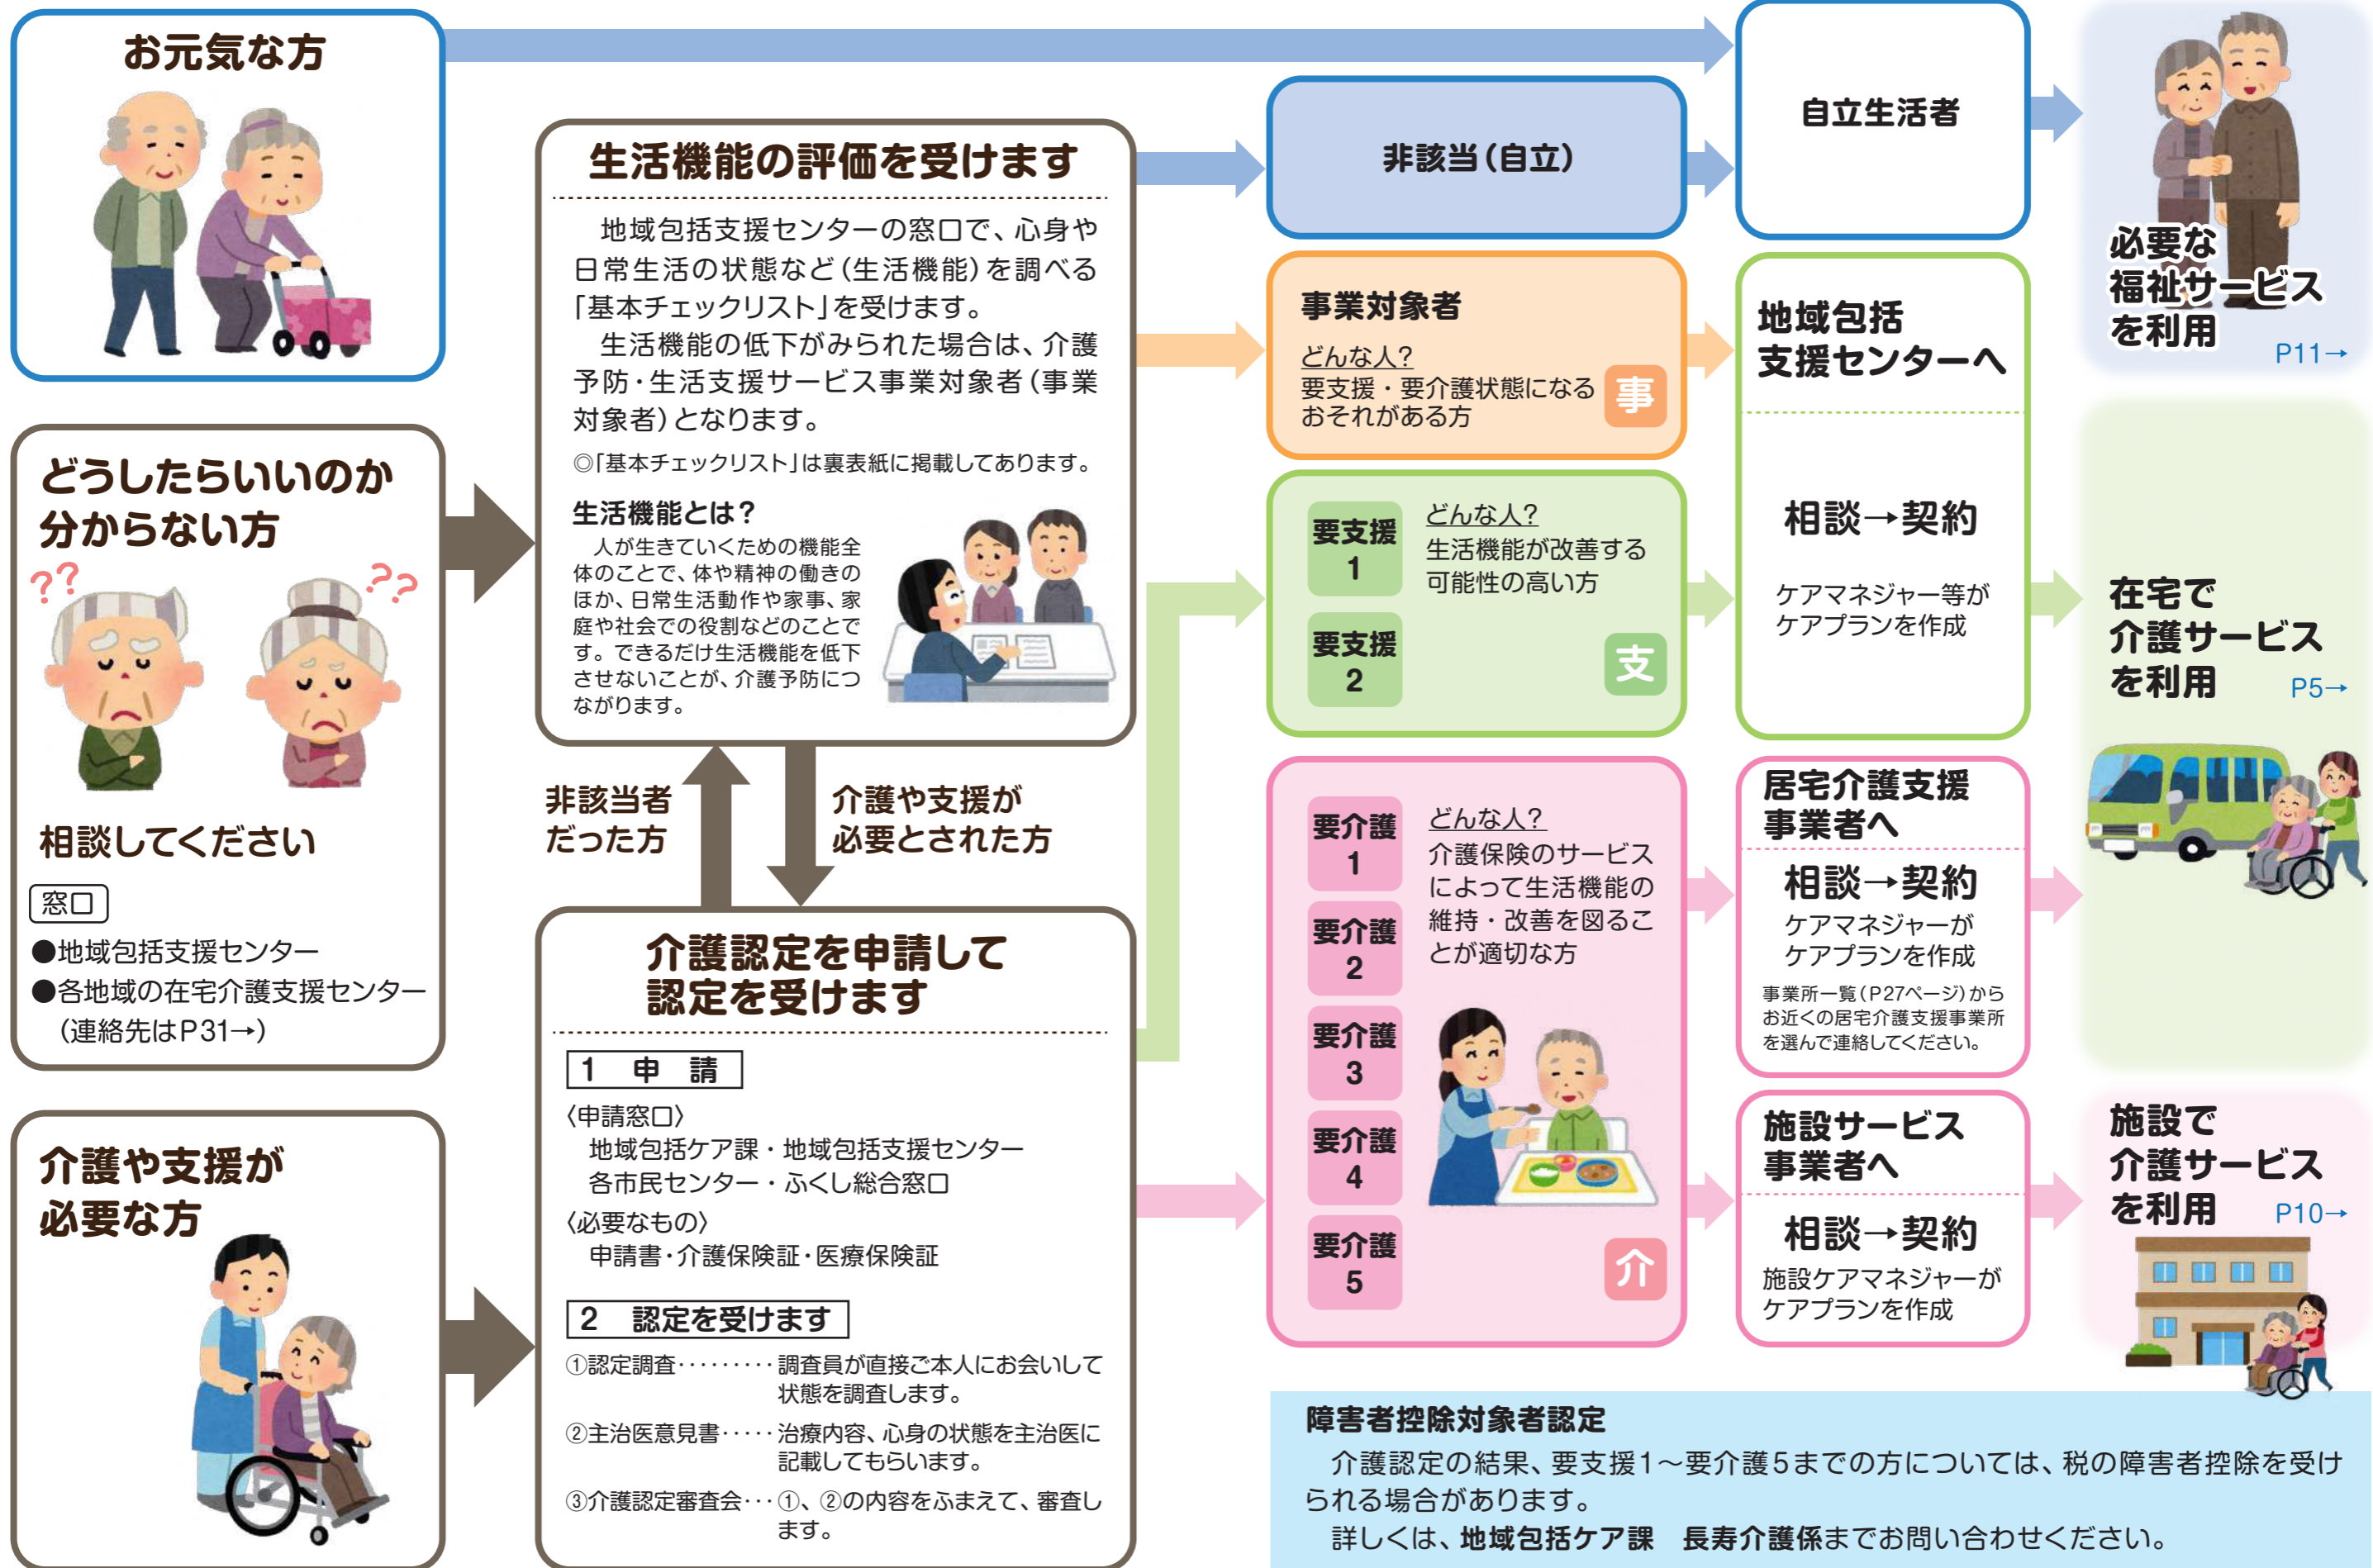 お元気な方
どうしたらいいのか
分からない方
??
??
相談してください
窓口
●地域包括支援センター
●各地域の在宅介護支援センター
（連絡先はP31→）
介護や支援が
必要な方
生活機能の評価を受けます
地域包括支援センターの窓口で、心身や
日常生活の状態など（生活機能）を調べる
「基本チェックリスト」を受けます。
生活機能の低下がみられた場合は、介護
予防・生活支援サービス事業対象者（事業
対象者）となります。
◎「基本チェックリスト」は裏表紙に掲載してあります。
生活機能とは？
人が生きていくための機能全
体のことで、体や精神の働きの
ほか、日常生活動作や家事、家
庭や社会での役割などのことで
す。できるだけ生活機能を低下
させないことが、介護予防につ
ながります。
非該当者
だった方
介護や支援が
必要とされた方
介護認定を申請して
認定を受けます
1　申　請
〈申請窓口〉
地域包括ケア課・地域包括支援センター
各市民センター・ふくし総合窓口
〈必要なもの〉
申請書・介護保険証・医療保険証
2　認定を受けます
①認定調査・・・・・・・・・調査員が直接ご本人にお会いして
状態を調査します。
②主治医意見書・・・・・治療内容、心身の状態を主治医に
記載してもらいます。
③介護認定審査会・・・①、②の内容をふまえて、審査し
ます。
非該当（自立）
事業対象者
どんな人？
要支援・要介護状態になる
おそれがある方
事
要支援
1
要支援
2
どんな人？
生活機能が改善する
可能性の高い方
支
要介護
1
要介護
2
要介護
3
要介護
4
要介護
5
どんな人？
介護保険のサービス
によって生活機能の
維持・改善を図るこ
とが適切な方
介
自立生活者
地域包括
支援センターへ
相談→契約
ケアマネジャー等が
ケアプランを作成
居宅介護支援
事業者へ
相談→契約
ケアマネジャーが
ケアプランを作成
事業所一覧（P27ページ）から
お近くの居宅介護支援事業所
を選んで連絡してください。
施設サービス
事業者へ
相談→契約
施設ケアマネジャーが
ケアプランを作成
必要な
福祉サービス
を利用
P11→
在宅で
介護サービス
を利用
P5→
施設で
介護サービス
を利用
P10→
障害者控除対象者認定
介護認定の結果、要支援1～要介護5までの方については、税の障害者控除を受け
られる場合があります。
詳しくは、地域包括ケア課　長寿介護係までお問い合わせください。